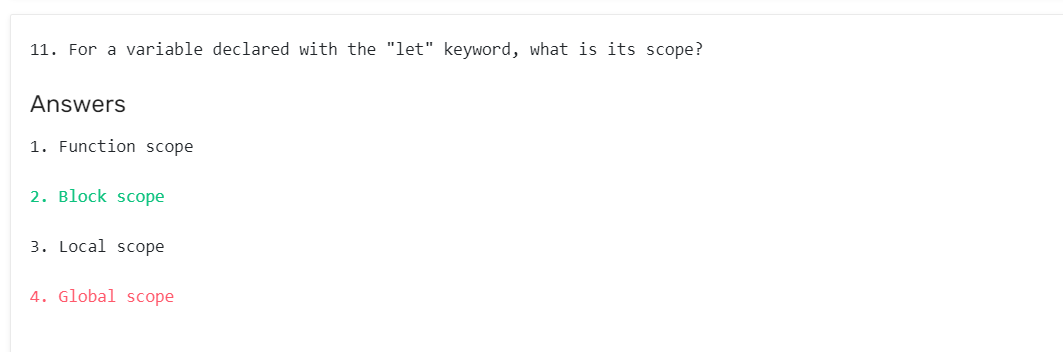 11. For a variable declared with the "let" keyword, what is its scope?
Answers
1. Function scope
2. Block scope
3. Local scope
4. Global scope